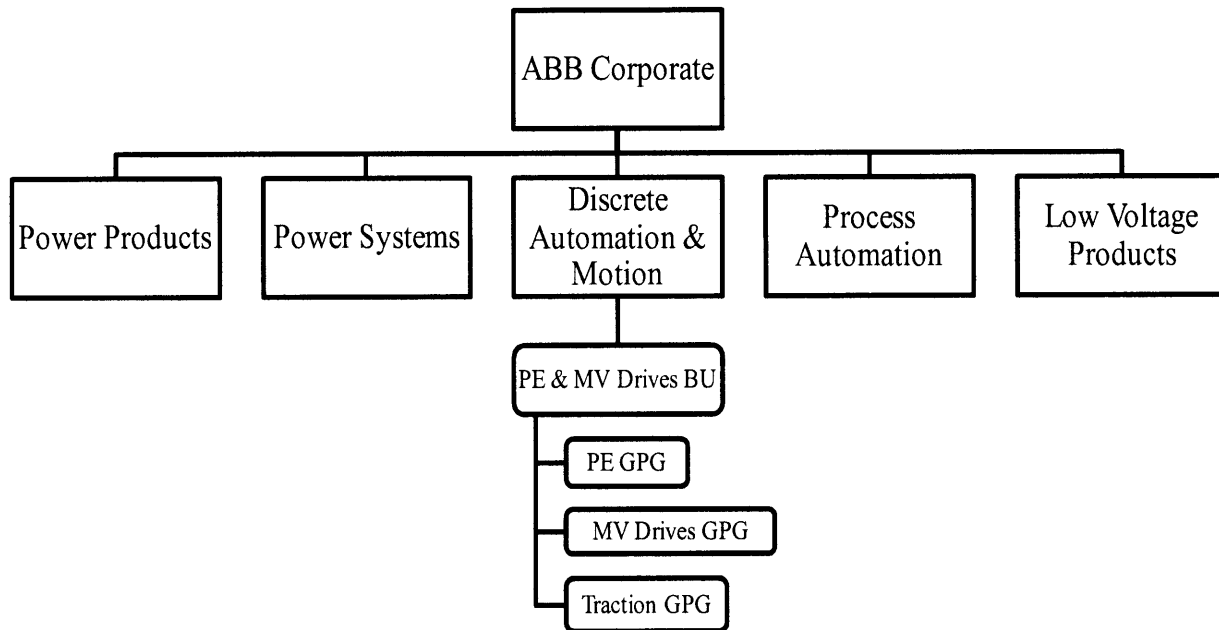 ABB Corporate
Power Products
Power Systems
Discrete
Automation &
Motion
Process
Automation
Low Voltage
Products
PE & MV Drives BU
PE GPG
MV Drives GPG
Traction GPG